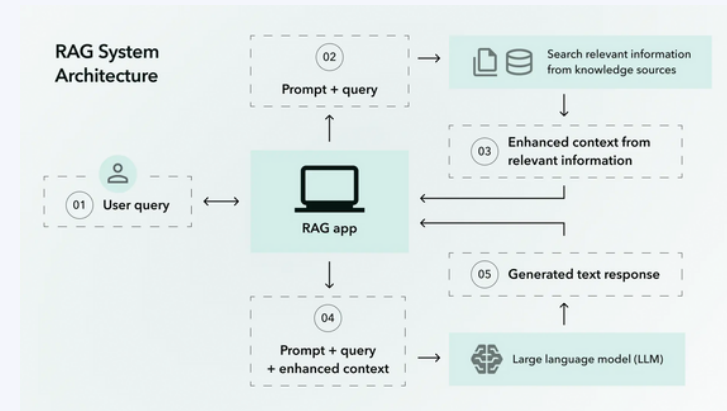 RAG System
Architecture
02
Prompt + query
Search relevant information
from knowledge sources
03
Enhanced context from
relevant information
01
User query
RAG app
05
Generated text response
04
Prompt + query
+ enhanced context
Large language model (LLM)